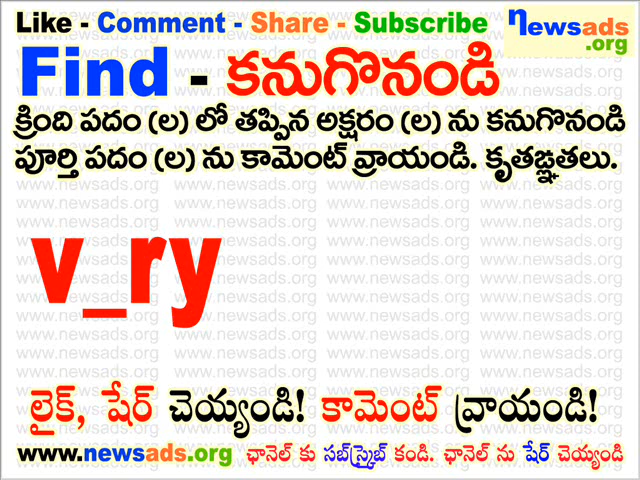 Like - Comment - Share - Subscribe
newsads
.org
Find - కనుగొనండి
క్రింది పదం (ల) లో తప్పిన అక్షరం (ల) ను కనుగొనండి
పూర్తి పదం (ల) ను కామెంట్ వ్రాయండి. కృతజ్ఞతలు.
v_ry
లైక్, షేర్ చెయ్యండి! కామెంట్ వ్రాయండి!
www.newsads.org ఛానెల్ కు సబ్‌స్క్రైబ్ కండి. ఛానెల్ ను షేర్ చెయ్యండి